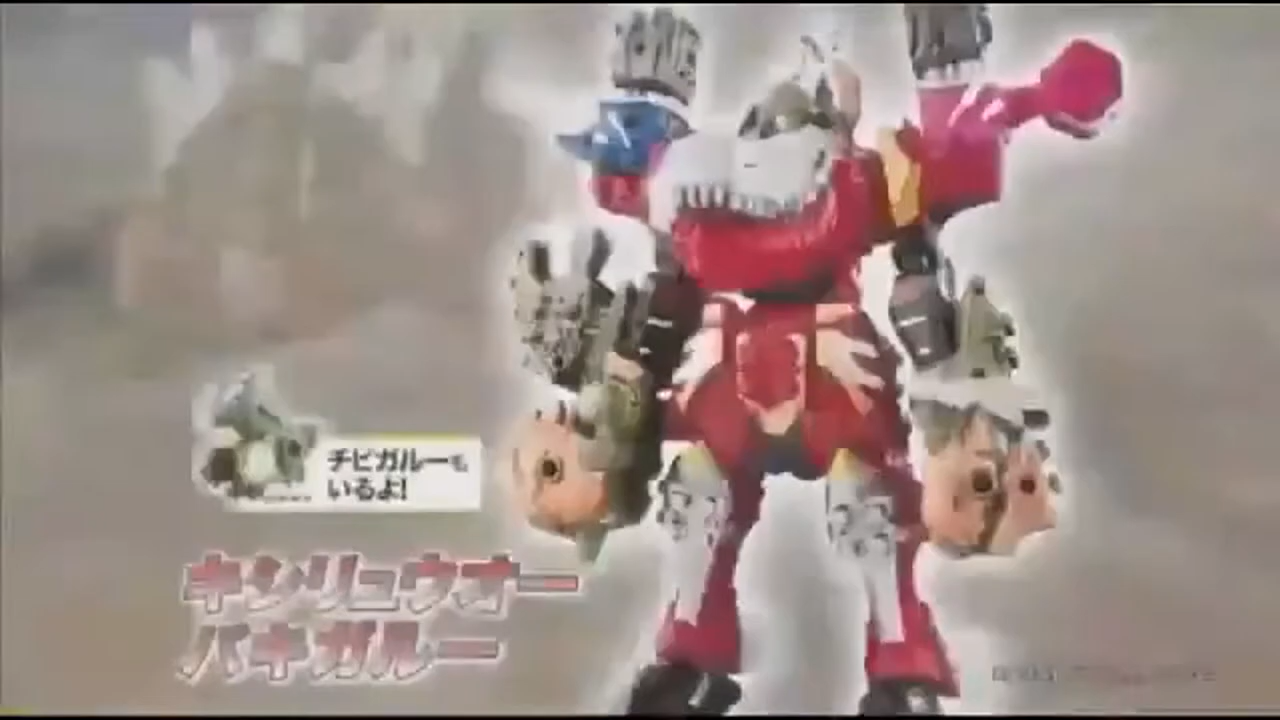 チビガルーも
いるよ!
キシリュウオー
バキガルー